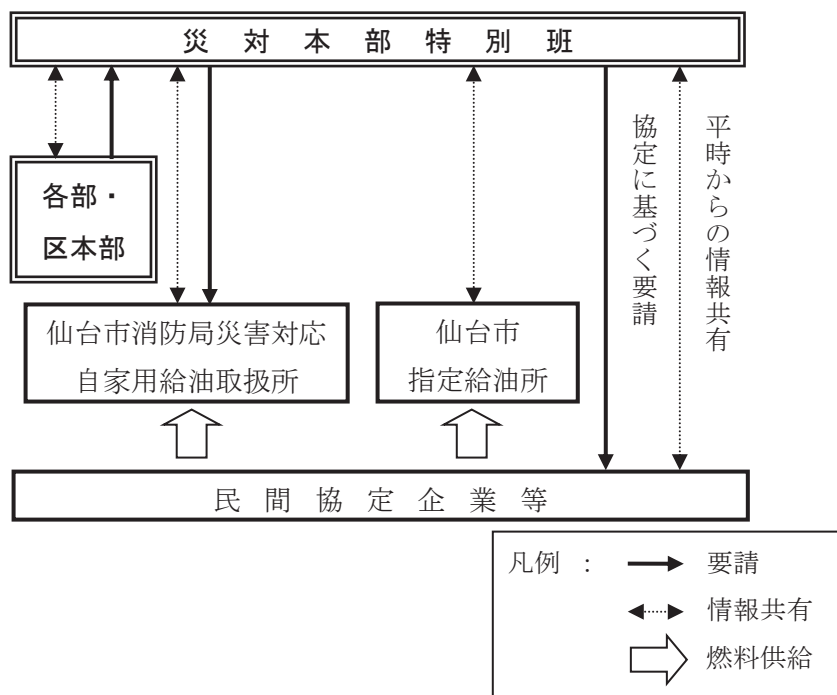 災対本部特別班
各部・
区本部
協定に基づく要請
平時からの情報共有
仙台市消防局災害対応
自家用給油取扱所
仙台市
指定給油所
民間協定企業等
凡例 : 要請
情報共有
燃料供給